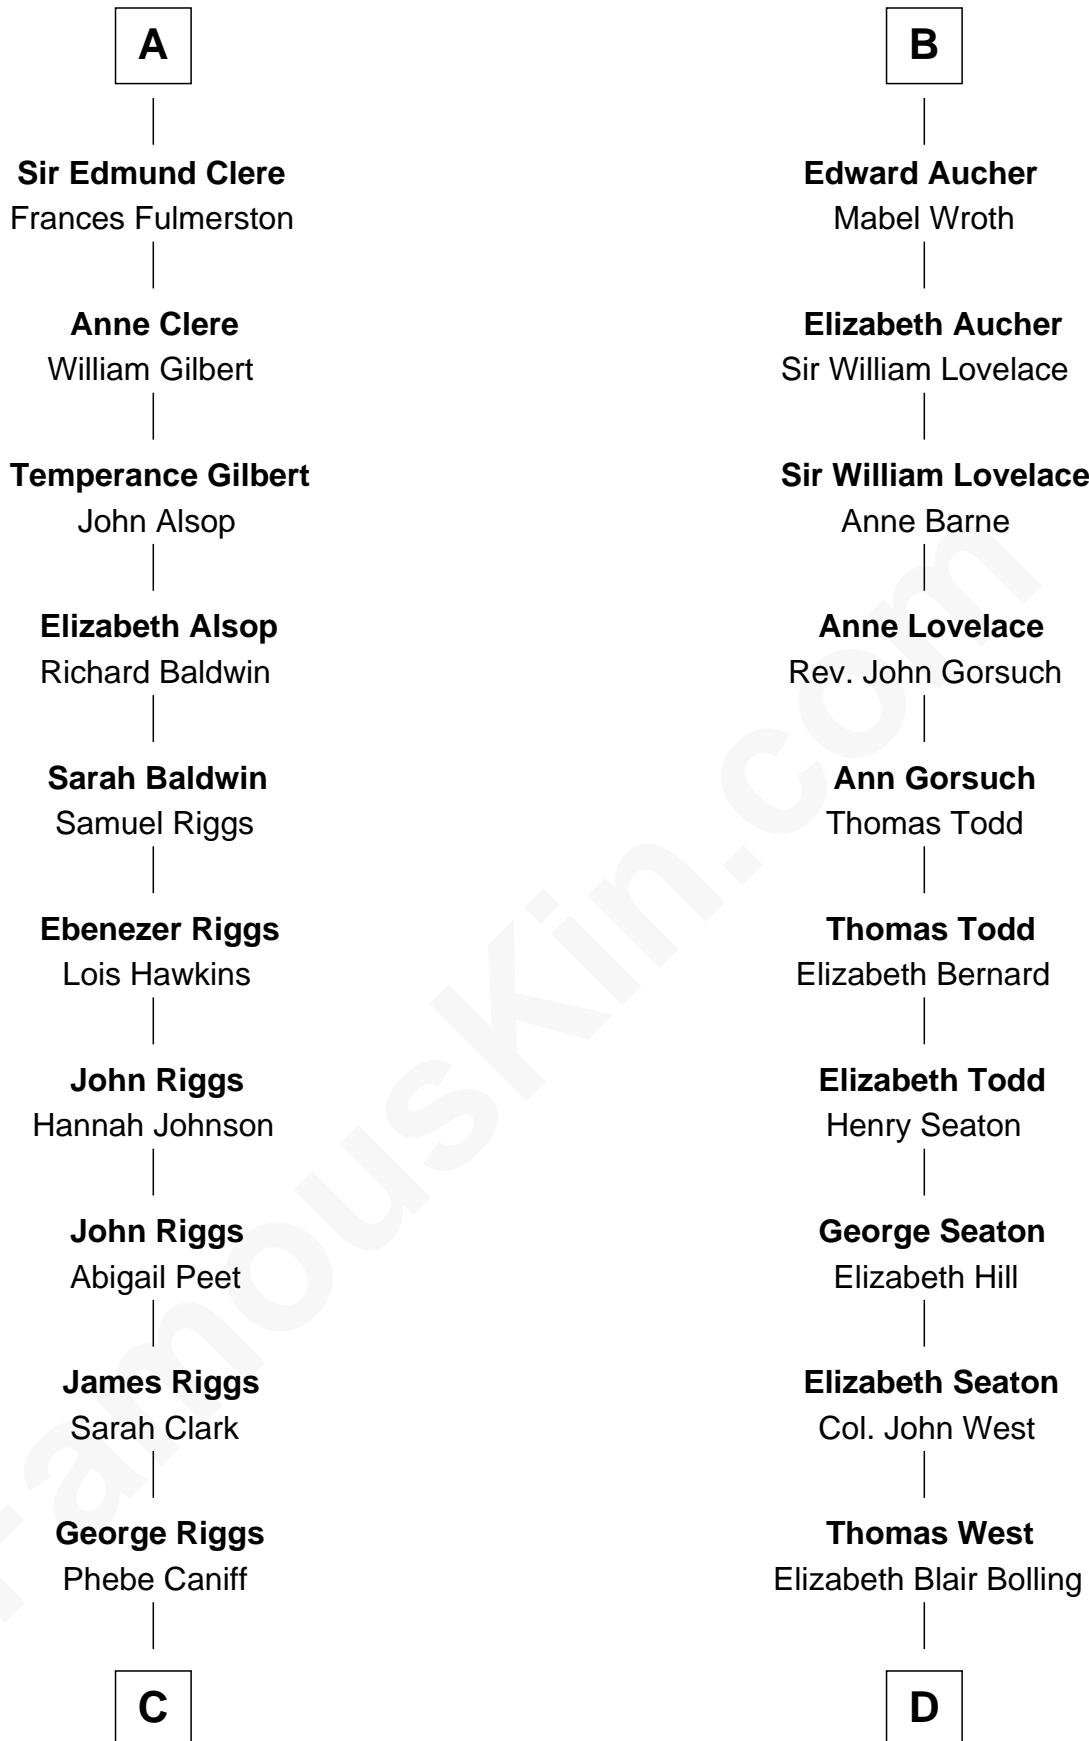 A
Sir Edmund Clere
Frances Fulmerston
Anne Clere
William Gilbert
Temperance Gilbert
John Alsop
Elizabeth Alsop
Richard Baldwin
Sarah Baldwin
Samuel Riggs
Ebenezer Riggs
Lois Hawkins
John Riggs
Hannah Johnson
John Riggs
Abigail Peet
James Riggs
Sarah Clark
George Riggs
Phebe Caniff
C
B
Edward Aucher
Mabel Wroth
Elizabeth Aucher
Sir William Lovelace
Sir William Lovelace
Anne Barne
Anne Lovelace
Rev. John Gorsuch
Ann Gorsuch
Thomas Todd
Thomas Todd
Elizabeth Bernard
Elizabeth Todd
Henry Seaton
George Seaton
Elizabeth Hill
Elizabeth Seaton
Col. John West
Thomas West
Elizabeth Blair Bolling
D
FamousKin.com